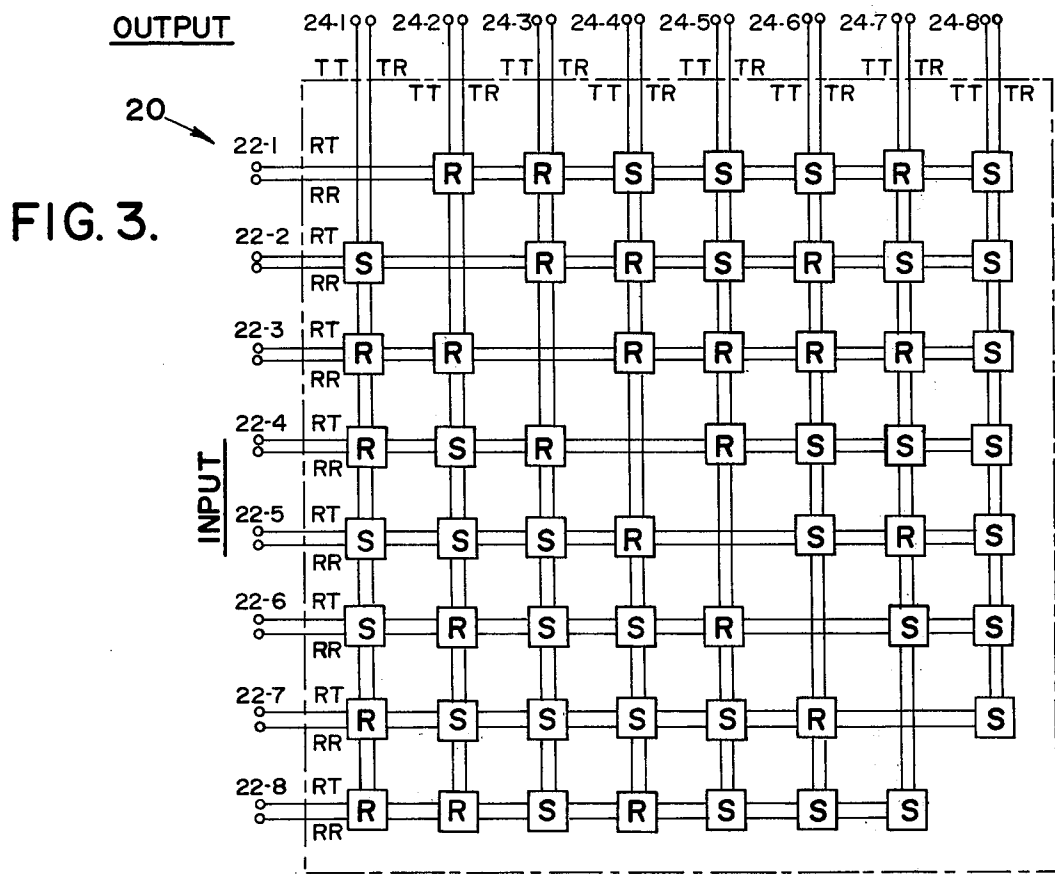 OUTPUT 24-1 24-2 24-3 24-4 24-5 24-6 24-7 24-8
TT TR TT TR TT TR TT TR
TT TR TT TR TT TR TT TR
20
22-1 RT
R R S S S R S
RR
FIG. 3.
22-2 RT
S R R S R S S
RR
22-3 RT
R R R R R R S
RR
22-4 RT
R S R R S S S
RR
INPUT
22-5 RT
S S S R S R S
RR
22-6 RT
S R S S R S S
RR
22-7 RT
R S S S S R S
RR
22-8 RT
R R S R S S S
RR